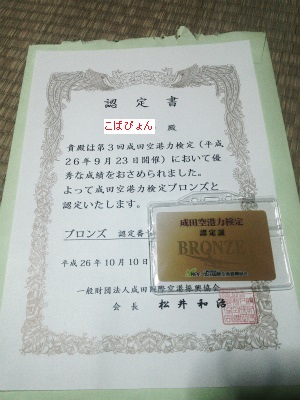 認定書
こばぴょん
殿
貴殿は第3回成田空港力検定（平成
26年9月23日開催）において優
秀な成績をおさめられました。
よって成田空港力検定ブロンズと
認定いたします。
ブロンズ 認定番
平成26年10月10
一般財団法人成田国際空港振興協会
会長 松井和浩
成田空港力検定
認定証
BRONZE